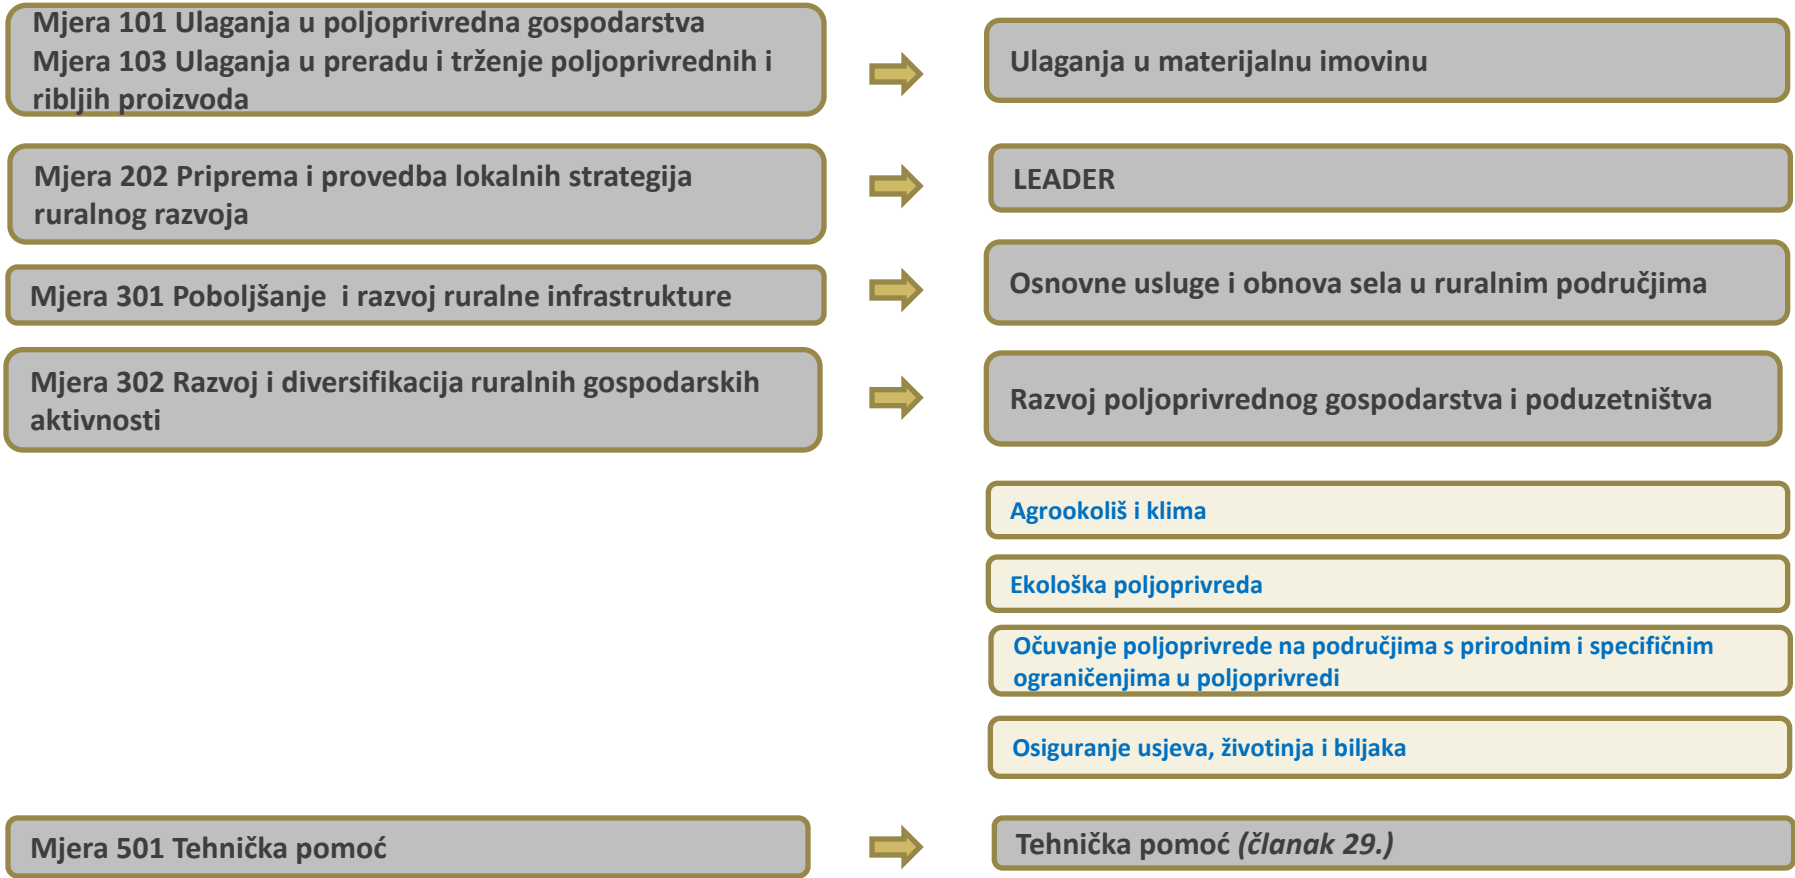 Mjera 101 Ulaganja u poljoprivredna gospodarstva
Mjera 103 Ulaganja u preradu i trženje poljoprivrednih i
ribljih proizvoda
Ulaganja u materijalnu imovinu
Mjera 202 Priprema i provedba lokalnih strategija
ruralnog razvoja
LEADER
Mjera 301 Poboljšanje  i razvoj ruralne infrastrukture
Osnovne usluge i obnova sela u ruralnim područjima
Mjera 302 Razvoj i diversifikacija ruralnih gospodarskih
aktivnosti
Razvoj poljoprivrednog gospodarstva i poduzetništva
Agrookoliš i klima
Ekološka poljoprivreda
Očuvanje poljoprivrede na područjima s prirodnim i specifičnim
ograničenjima u poljoprivredi
Osiguranje usjeva, životinja i biljaka
Mjera 501 Tehnička pomoć
Tehnička pomoć (članak 29.)